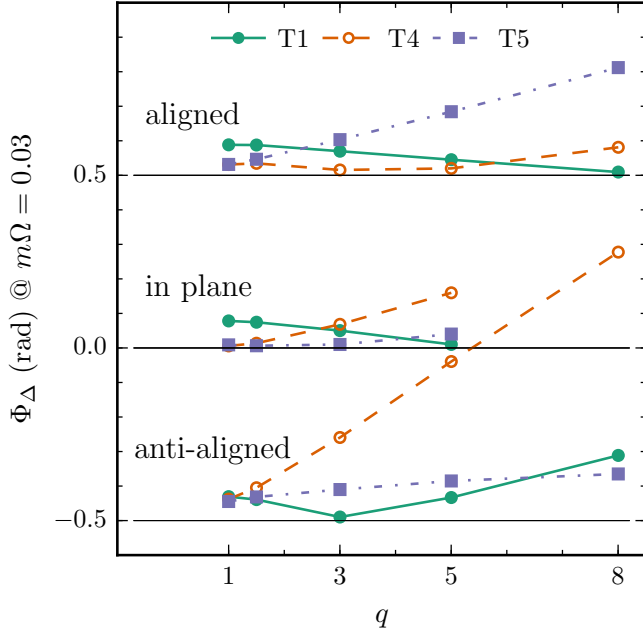 T1 T4 T5
aligned
0.5
in plane
0.0
anti-aligned
−0.5
1 3 5 8
q
Φ_Δ (rad) @ mΩ = 0.03